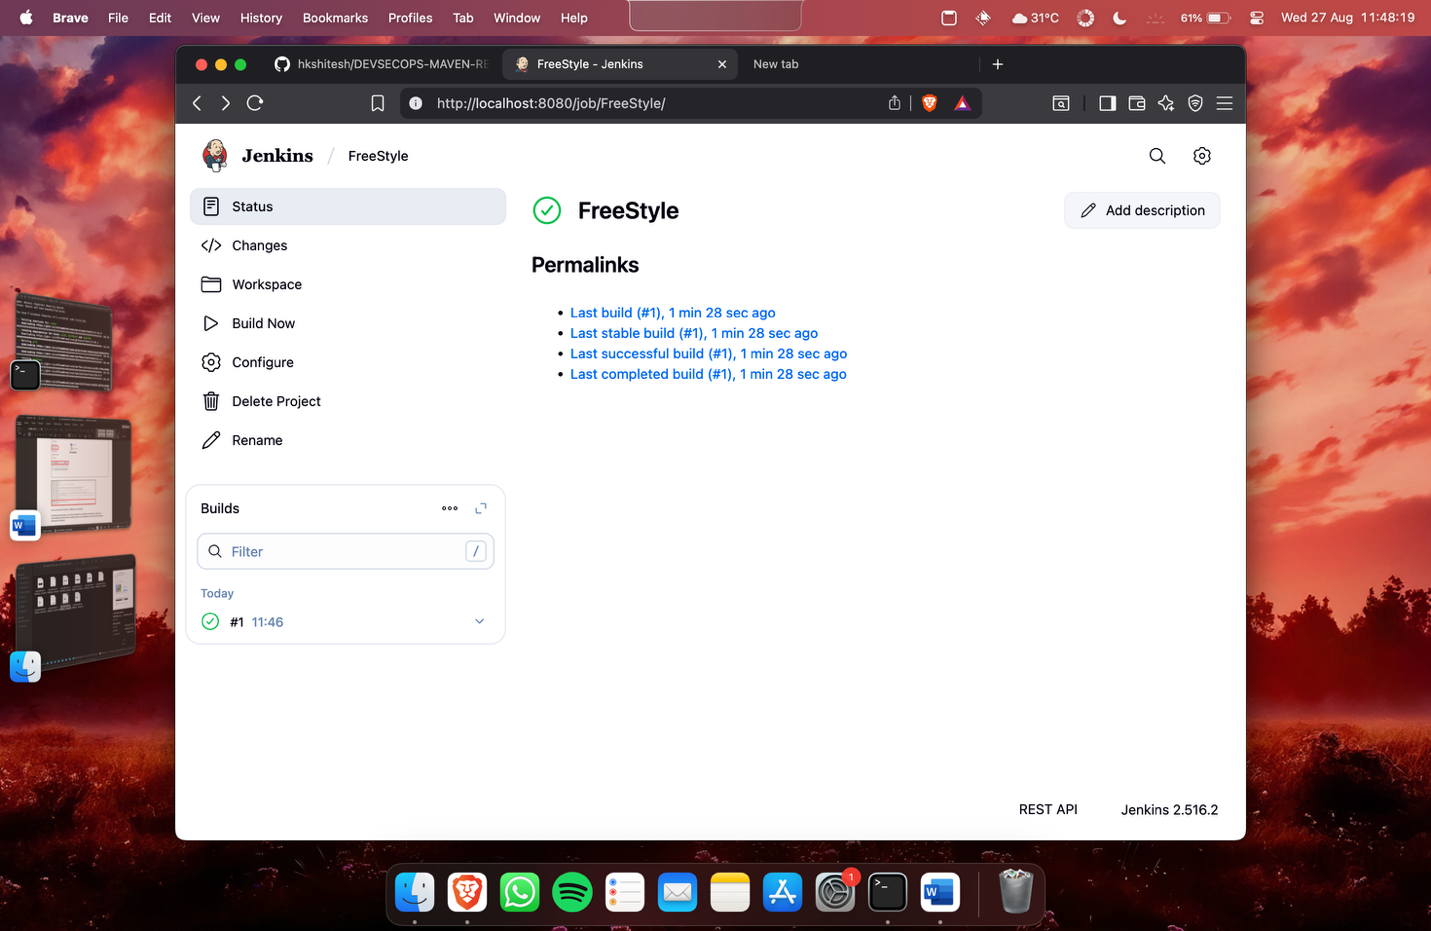 Brave File Edit View History Bookmarks Profiles Tab Window Help 31°C 61% Wed 27 Aug 11:48:19
hkshitesh/DEVSECOPS-MAVEN-RE FreeStyle - Jenkins New tab
http://localhost:8080/job/FreeStyle/
Jenkins / FreeStyle
Status
Changes
Workspace
Build Now
Configure
Delete Project
Rename
Builds
Filter /
Today
#1 11:46
FreeStyle
Add description
Permalinks
• Last build (#1), 1 min 28 sec ago
• Last stable build (#1), 1 min 28 sec ago
• Last successful build (#1), 1 min 28 sec ago
• Last completed build (#1), 1 min 28 sec ago
REST API Jenkins 2.516.2
1